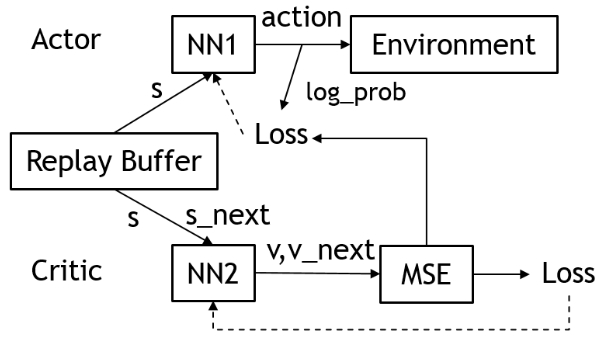 Actor
NN1
action
Environment
s
log_prob
Loss
Replay Buffer
s
s_next
Critic
NN2
v,v_next
MSE
Loss